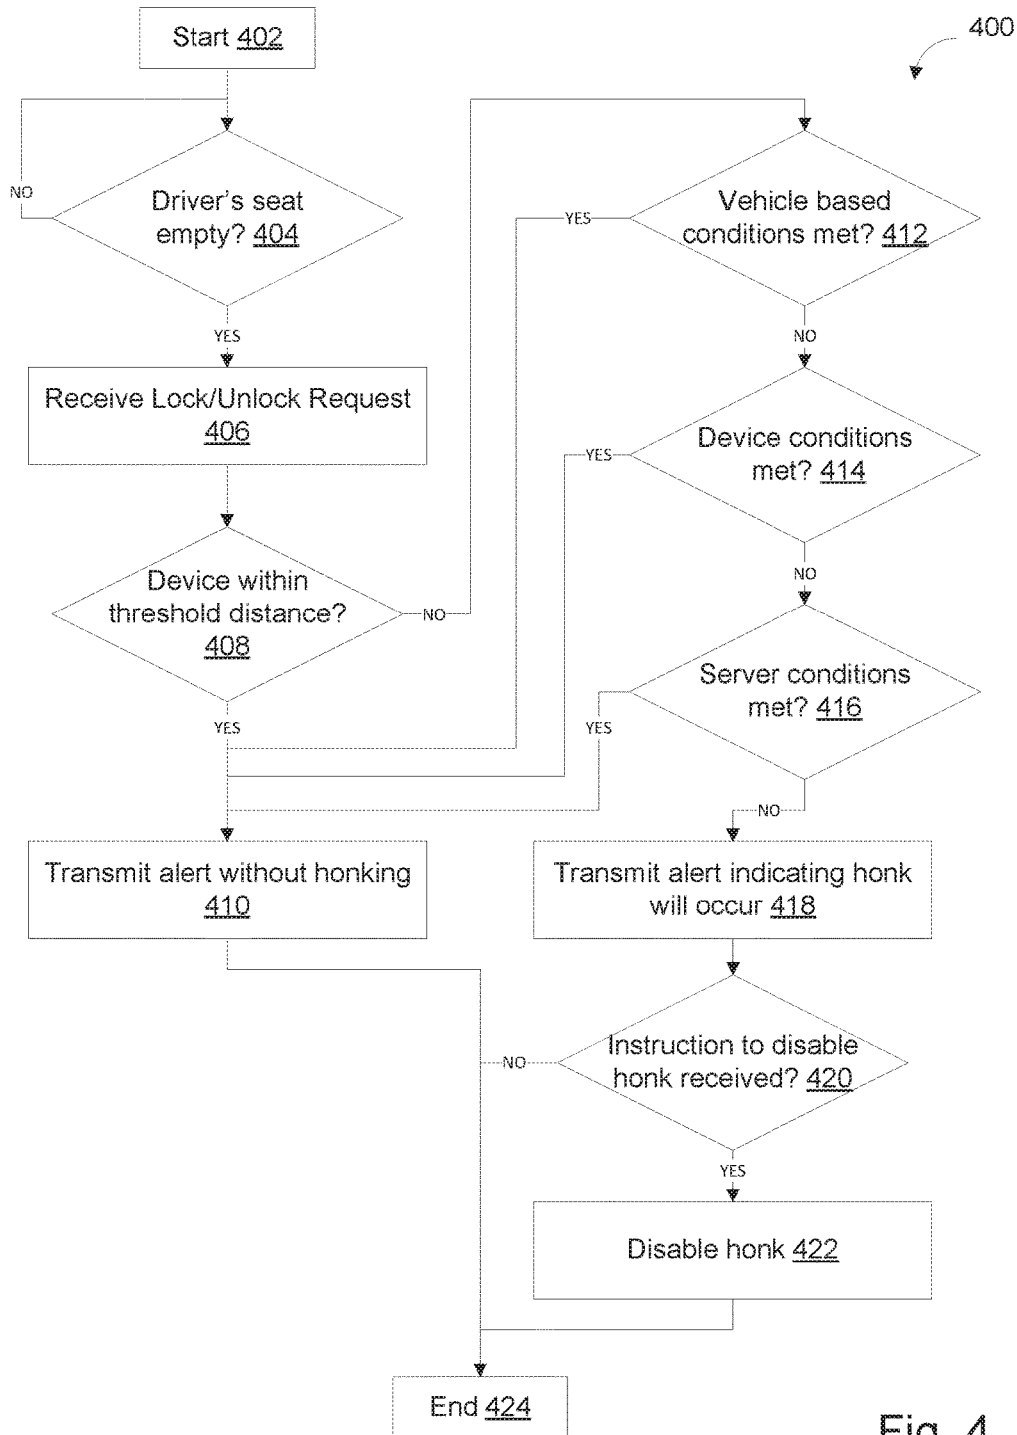 Start 402
400
NO
Driver's seat
empty? 404
YES
Receive Lock/Unlock Request
406
Device within
threshold distance?
408
NO
YES
Vehicle based
conditions met? 412
YES
NO
Device conditions
met? 414
YES
NO
Server conditions
met? 416
YES
NO
Transmit alert without honking
410
Transmit alert indicating honk
will occur 418
Instruction to disable
honk received? 420
NO
YES
Disable honk 422
End 424
Fig. 4